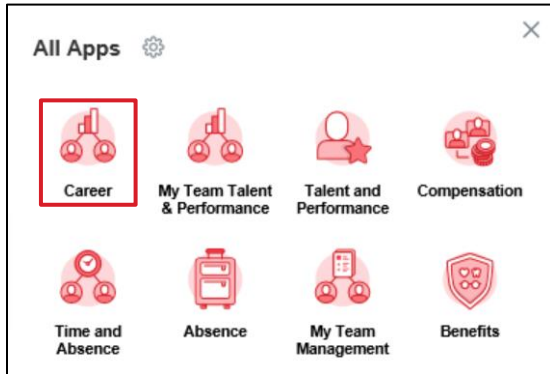 All Apps
Career
My Team Talent
& Performance
Talent and
Performance
Compensation
Time and
Absence
Absence
My Team
Management
Benefits